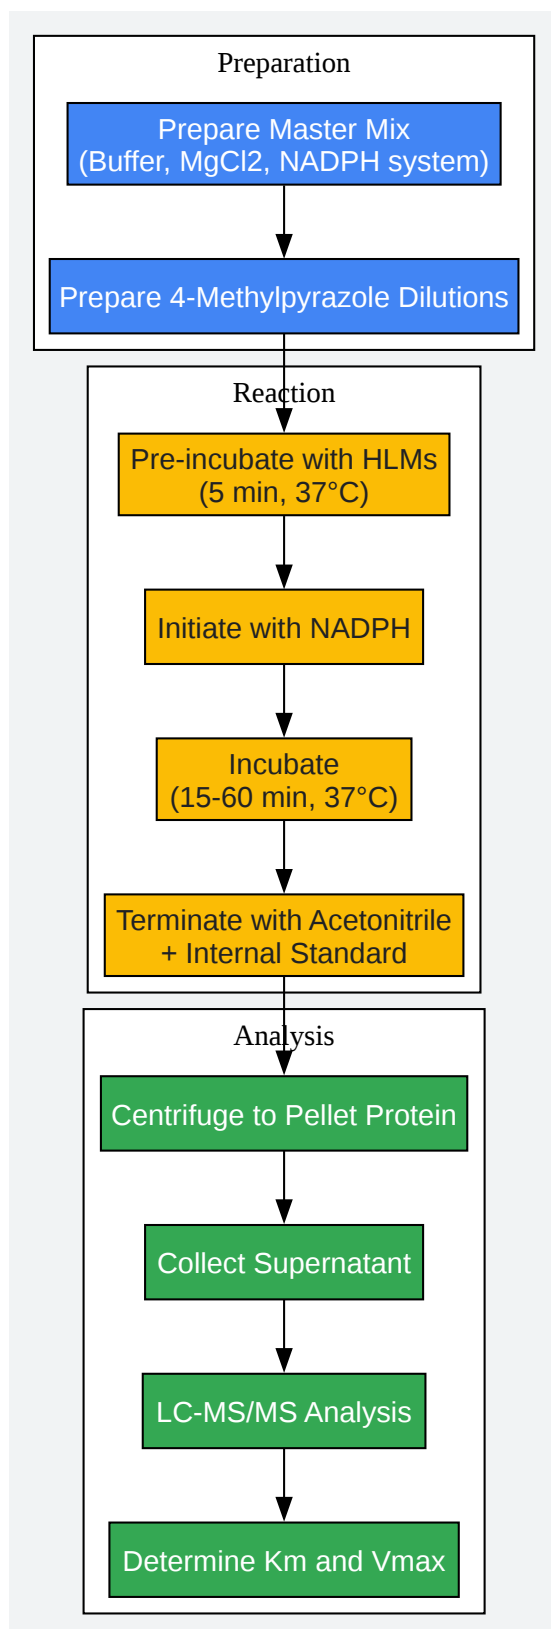 Preparation
Prepare Master Mix
(Buffer, MgCl2, NADPH system)
Prepare 4-Methylpyrazole Dilutions
Reaction
Pre-incubate with HLMs
(5 min, 37°C)
Initiate with NADPH
Incubate
(15-60 min, 37°C)
Terminate with Acetonitrile
+ Internal Standard
Analysis
Centrifuge to Pellet Protein
Collect Supernatant
LC-MS/MS Analysis
Determine Km and Vmax